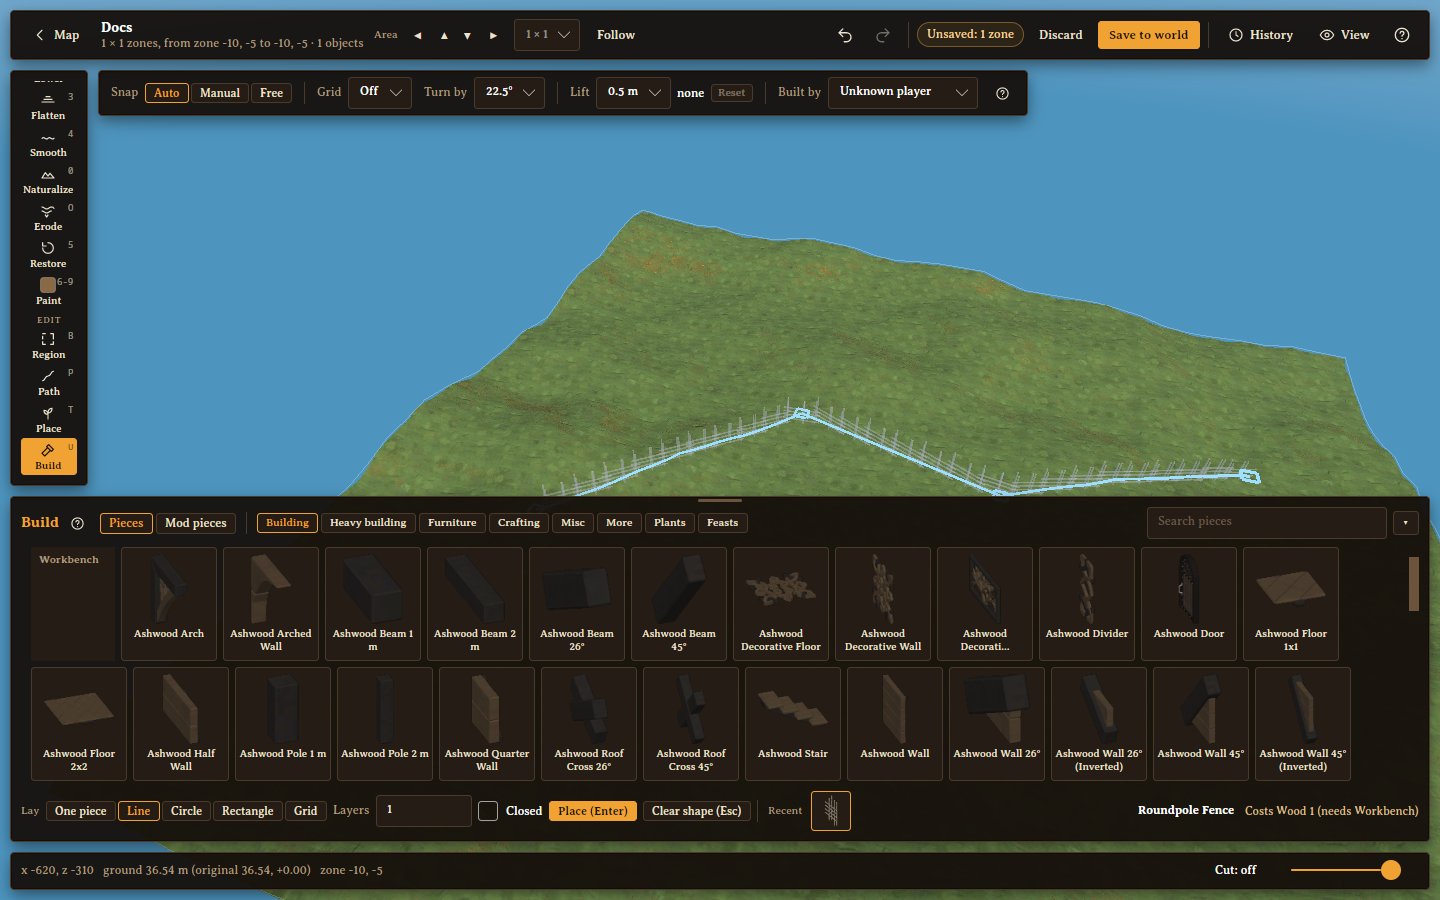 Map
Docs
1 × 1 zones, from zone -10, -5 to -10, -5 · 1 objects
Area
1 × 1
Follow
Unsaved: 1 zone
Discard
Save to world
History
View
Snap
Auto
Manual
Free
Grid
Off
Turn by
22.5°
Lift
0.5 m
none
Reset
Built by
Unknown player
3
Flatten
4
Smooth
0
Naturalize
O
Erode
5
Restore
6-9
Paint
EDIT
B
Region
P
Path
T
Place
U
Build
Build
Pieces
Mod pieces
Building
Heavy building
Furniture
Crafting
Misc
More
Plants
Feasts
Search pieces
Workbench
Ashwood Arch
Ashwood Arched
Wall
Ashwood Beam 1
m
Ashwood Beam 2
m
Ashwood Beam
26°
Ashwood Beam
45°
Ashwood
Decorative Floor
Ashwood
Decorative Wall
Ashwood
Decorati...
Ashwood Divider
Ashwood Door
Ashwood Floor
1x1
Ashwood Floor
2x2
Ashwood Half
Wall
Ashwood Pole 1 m
Ashwood Pole 2 m
Ashwood Quarter
Wall
Ashwood Roof
Cross 26°
Ashwood Roof
Cross 45°
Ashwood Stair
Ashwood Wall
Ashwood Wall 26°
Ashwood Wall 26°
(Inverted)
Ashwood Wall 45°
Ashwood Wall 45°
(Inverted)
Lay
One piece
Line
Circle
Rectangle
Grid
Layers
1
Closed
Place (Enter)
Clear shape (Esc)
Recent
Roundpole Fence
Costs Wood 1 (needs Workbench)
x -620, z -310 ground 36.54 m (original 36.54, +0.00) zone -10, -5
Cut: off